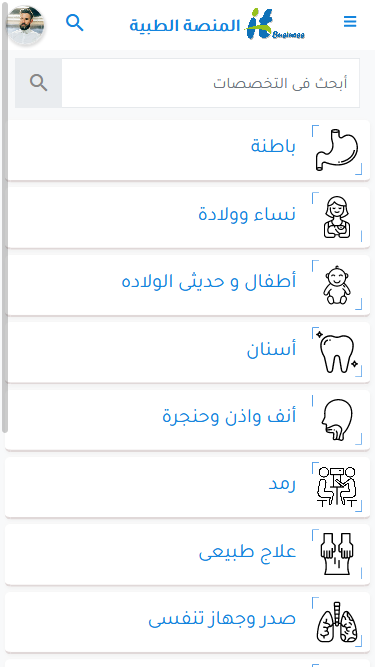 المنصة الطبية
it Business
أبحث فى التخصصات
باطنة
نساء وولادة
أطفال و حديثى الولاده
أسنان
أنف واذن وحنجرة
رمد
علاج طبيعى
صدر وجهاز تنفسى